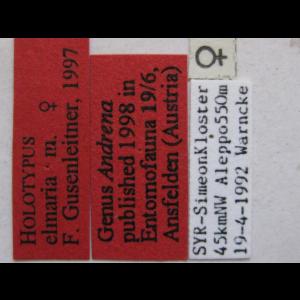 HOLOTYPUS
elmaria m. ♀
F. Gusenleitner, 1997
Genus Andrena
published 1998 in
Entomofauna 19/6,
Ansfelden (Austria)
♀
SYR-SimeonKloster
45kmNW Aleppo550m
19-4-1992 Warncke